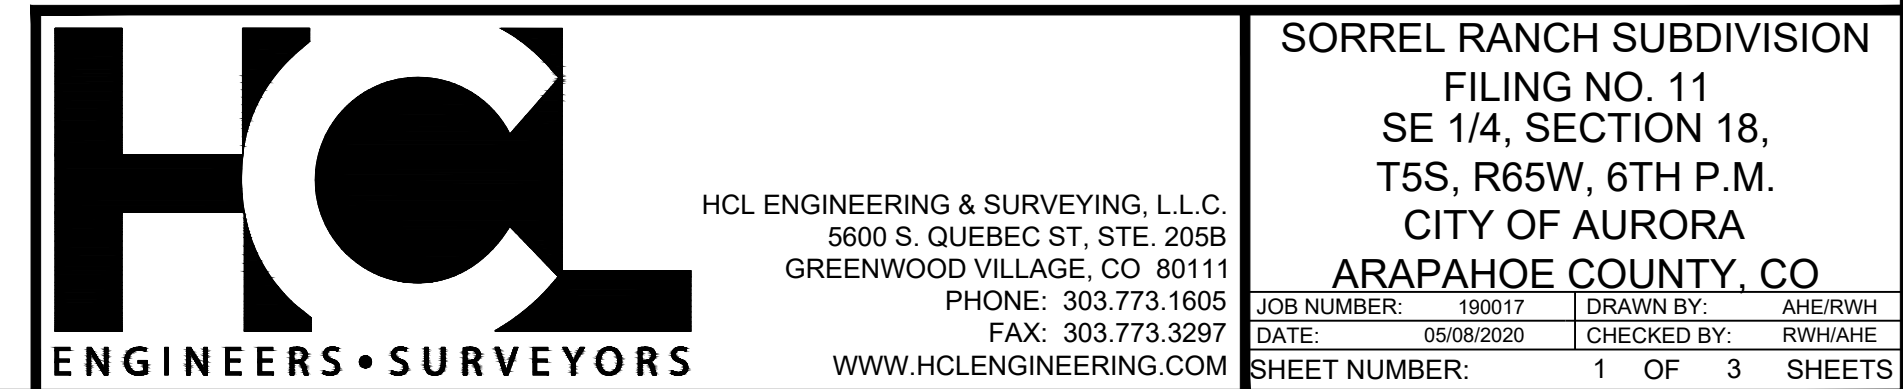 HCL
ENGINEERS • SURVEYORS
HCL ENGINEERING & SURVEYING, L.L.C.
5600 S. QUEBEC ST, STE. 205B
GREENWOOD VILLAGE, CO 80111
PHONE: 303.773.1605
FAX: 303.773.3297
WWW.HCLENGINEERING.COM
SORREL RANCH SUBDIVISION
FILING NO. 11
SE 1/4, SECTION 18,
T5S, R65W, 6TH P.M.
CITY OF AURORA
ARAPAHOE COUNTY, CO
JOB NUMBER: 190017 DRAWN BY: AHE/RWH
DATE: 05/08/2020 CHECKED BY: RWH/AHE
SHEET NUMBER: 1 OF 3 SHEETS